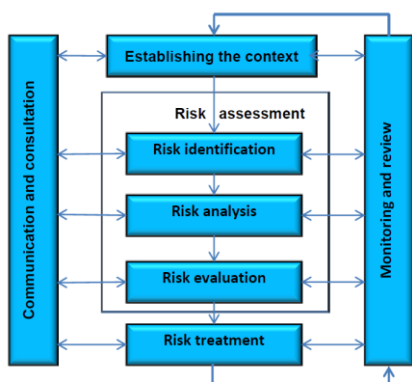 Establishing the context
Risk assessment
Risk identification
Risk analysis
Risk evaluation
Risk treatment
Communication and consultation
Monitoring and review